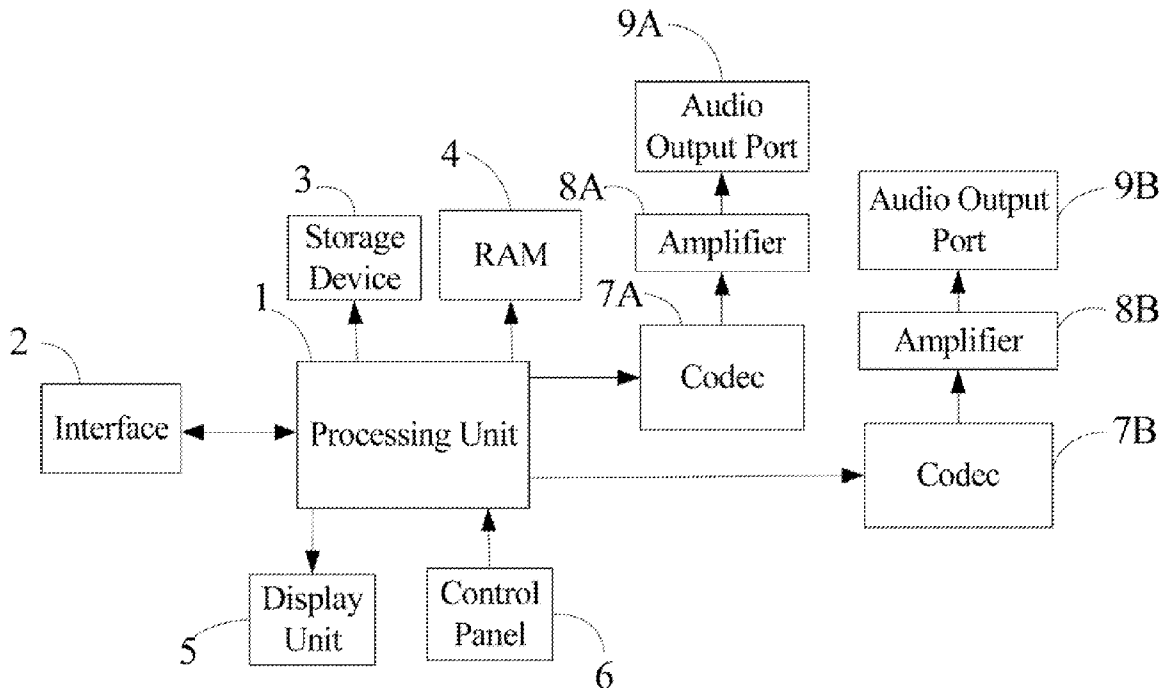 9A
Audio
Output Port
4
3
8A
9B
Audio Output
Port
Storage
Device
RAM
Amplifier
7A
1
2
8B
Amplifier
Codec
Interface
Processing Unit
7B
Codec
Display
Unit
Control
Panel
5
6